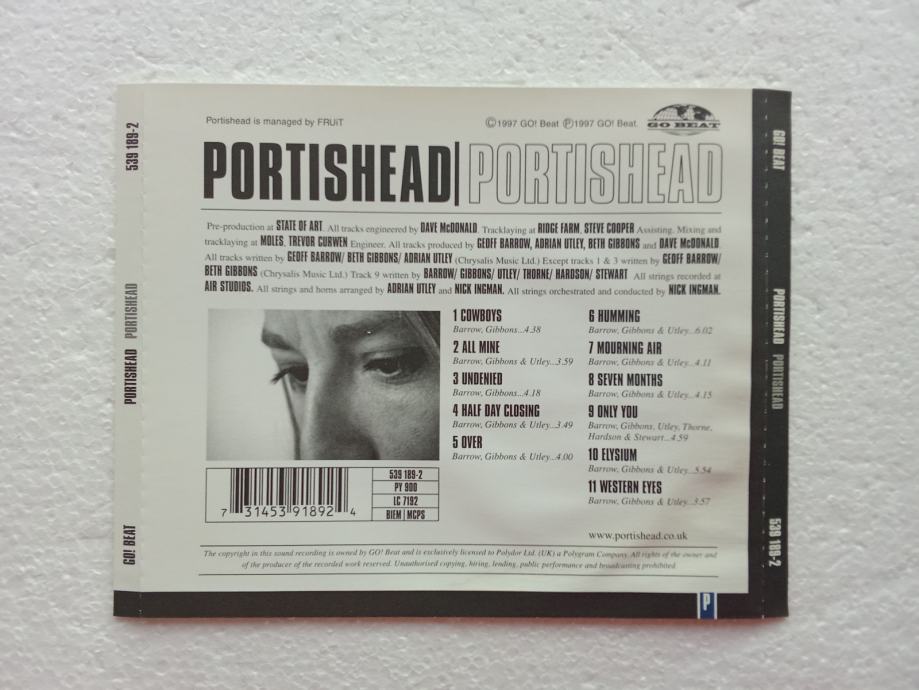 Portishead is managed by FRUiT
©1997 GO! Beat ℗1997 GO! Beat.
GO BEAT
PORTISHEAD|PORTISHEAD
Pre-production at STATE OF ART. All tracks engineered by DAVE McDONALD. Tracklaying at RIDGE FARM, STEVE COOPER Assisting. Mixing and
tracklaying at MOLES, TREVOR CURWEN Engineer. All tracks produced by GEOFF BARROW, ADRIAN UTLEY, BETH GIBBONS and DAVE McDONALD.
All tracks written by GEOFF BARROW/ BETH GIBBONS/ ADRIAN UTLEY (Chrysalis Music Ltd.) Except tracks 1 & 3 written by GEOFF BARROW/
BETH GIBBONS (Chrysalis Music Ltd.) Track 9 written by BARROW/ GIBBONS/ UTLEY/ THORNE/ HARDSON/ STEWART All strings recorded at
AIR STUDIOS. All strings and horns arranged by ADRIAN UTLEY and NICK INGMAN. All strings orchestrated and conducted by NICK INGMAN.
1 COWBOYS
Barrow, Gibbons...4.38
2 ALL MINE
Barrow, Gibbons & Utley...3.59
3 UNDENIED
Barrow, Gibbons...4.18
4 HALF DAY CLOSING
Barrow, Gibbons & Utley...3.49
5 OVER
Barrow, Gibbons & Utley...4.00
6 HUMMING
Barrow, Gibbons & Utley...6.02
7 MOURNING AIR
Barrow, Gibbons & Utley...4.11
8 SEVEN MONTHS
Barrow, Gibbons & Utley...4.15
9 ONLY YOU
Barrow, Gibbons, Utley, Thorne,
Hardson & Stewart...4.59
10 ELYSIUM
Barrow, Gibbons & Utley...5.54
11 WESTERN EYES
Barrow, Gibbons & Utley...3.57
7 31453 91892 4
539 189-2
PY 900
LC 7192
BIEM | MCPS
www.portishead.co.uk
The copyright in this sound recording is owned by GO! Beat and is exclusively licensed to Polydor Ltd. (UK) a Polygram Company. All rights of the owner and
of the producer of the recorded work reserved. Unauthorised copying, hiring, lending, public performance and broadcasting prohibited.
P
GO! BEAT PORTISHEAD PORTISHEAD 539 189-2
GO! BEAT PORTISHEAD PORTISHEAD 539 189-2